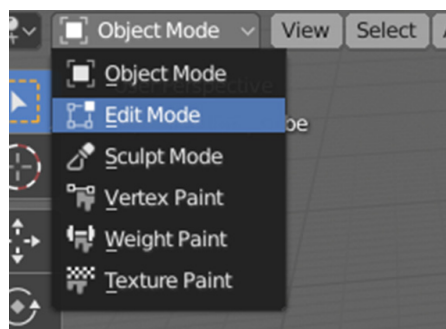 Object Mode View Select
Object Mode
Edit Mode
Sculpt Mode
Vertex Paint
Weight Paint
Texture Paint